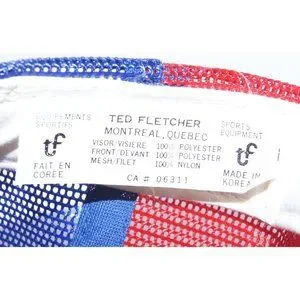 EQUIPEMENTS
SPORTIFS
tf
FAIT EN
COREE
TED FLETCHER
MONTREAL, QUEBEC
VISOR/VISIERE 100% POLYESTER
FRONT/DEVANT 100% POLYESTER
MESH/FILET 100% NYLON
CA # 06311
SPORTS
EQUIPMENT
tf
MADE IN
KOREA